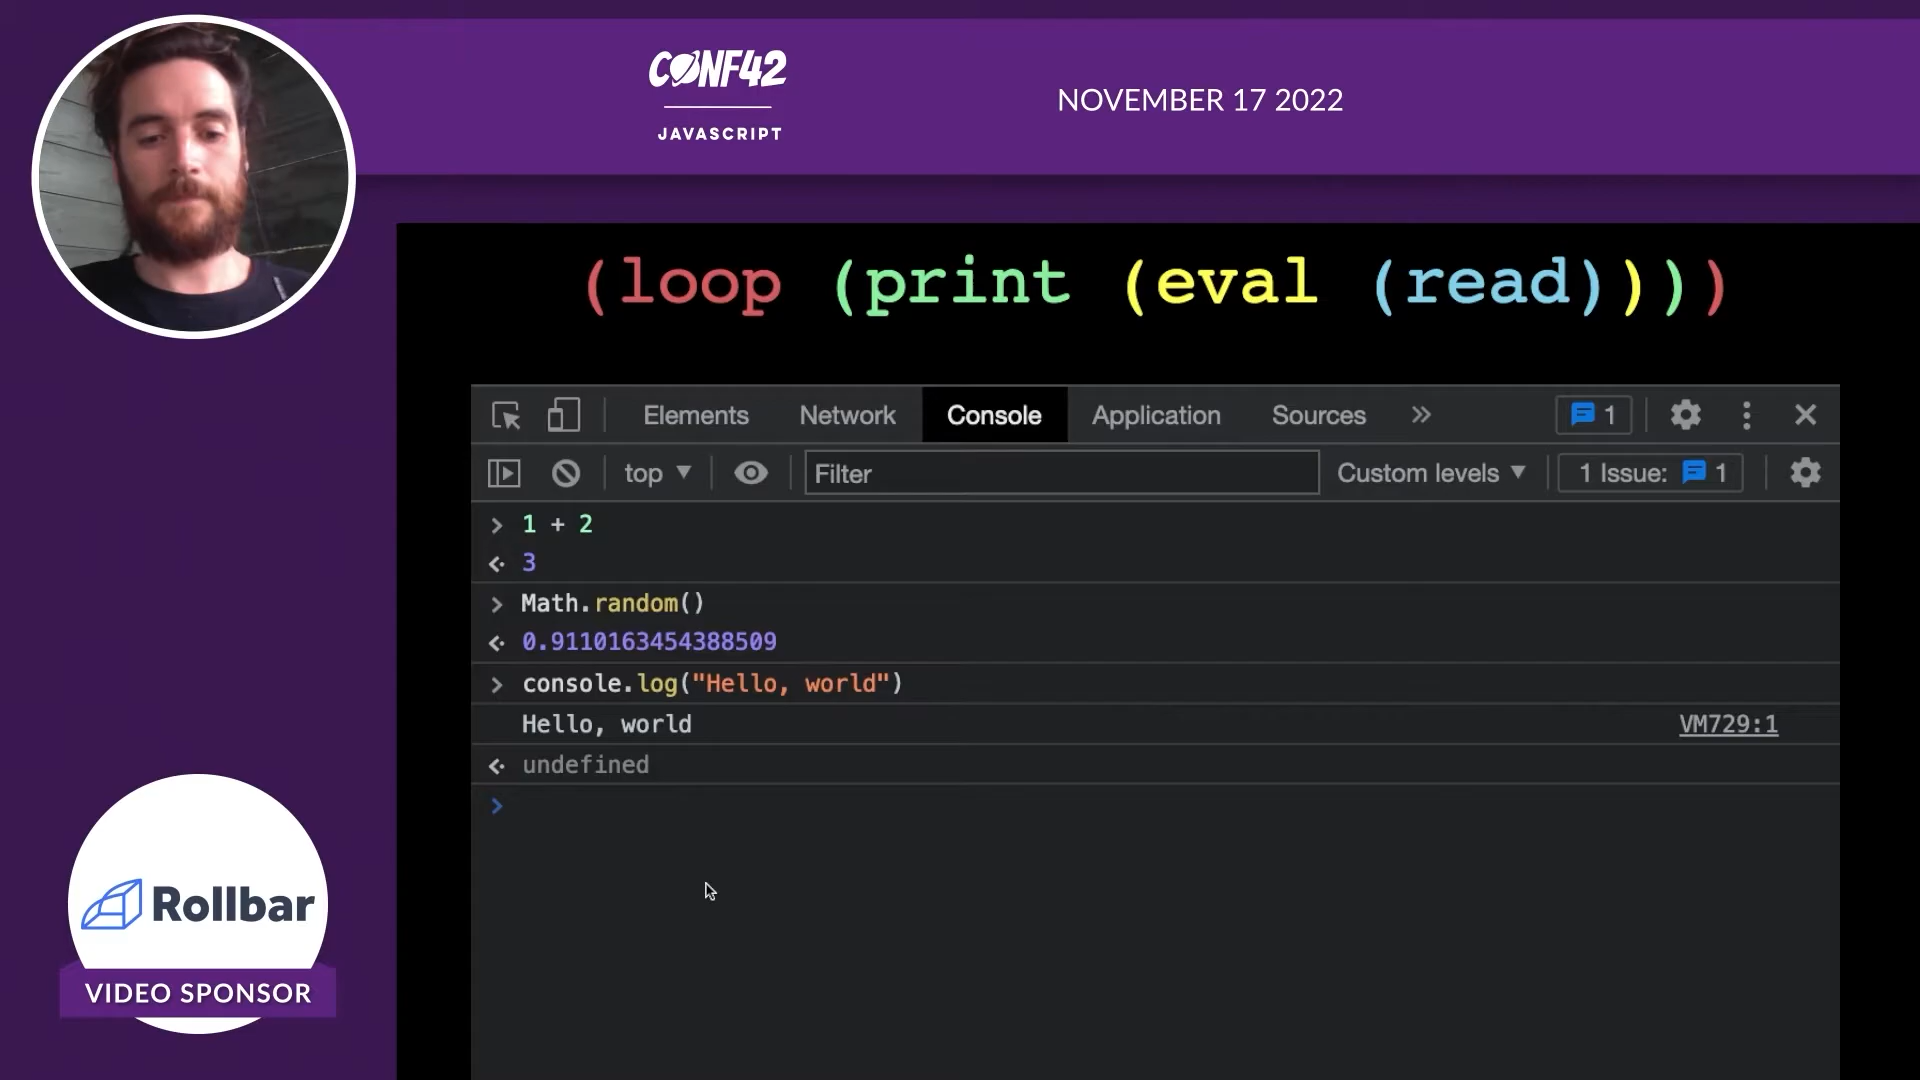 CONF42
JAVASCRIPT
NOVEMBER 17 2022
(loop (print (eval (read))))
Elements Network Console Application Sources » 1
top ▼ Filter Custom levels ▼ 1 Issue: 1
> 1 + 2
3
> Math.random()
0.9110163454388509
> console.log("Hello, world")
Hello, world VM729:1
undefined
>
Rollbar
VIDEO SPONSOR